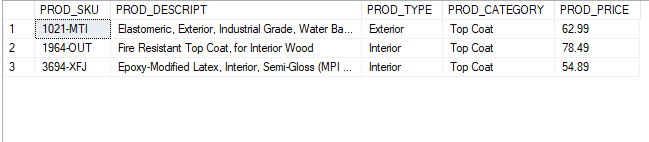 PROD_SKU PROD_DESCRIPT PROD_TYPE PROD_CATEGORY PROD_PRICE
1 1021-MTI Elastomeric, Exterior, Industrial Grade, Water Ba... Exterior Top Coat 62.99
2 1964-OUT Fire Resistant Top Coat, for Interior Wood Interior Top Coat 78.49
3 3694-XFJ Epoxy-Modified Latex, Interior, Semi-Gloss (MPI ... Interior Top Coat 54.89